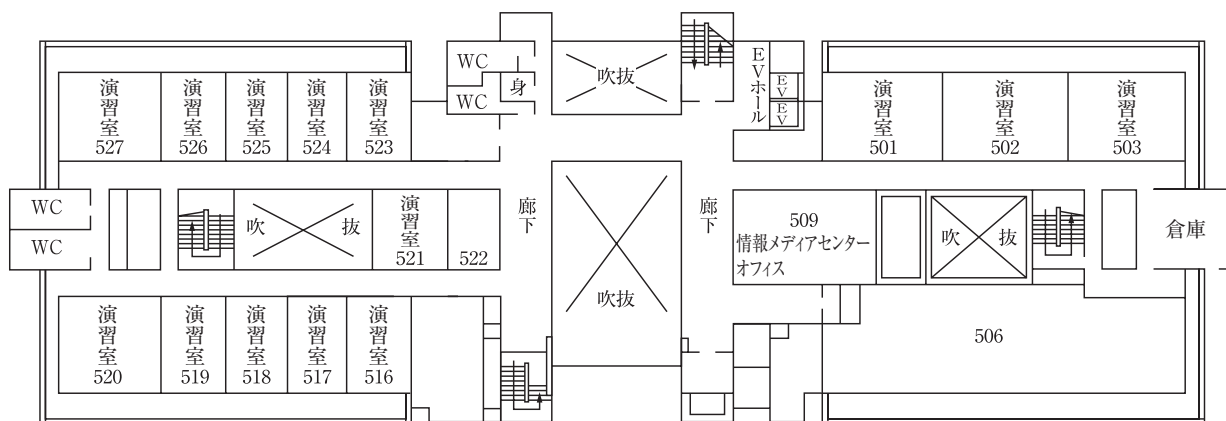 WC
WC
身
吹抜
EVホール
EV
EV
演習室
527
演習室
526
演習室
525
演習室
524
演習室
523
演習室
501
演習室
502
演習室
503
WC
WC
吹 抜
演習室
521
522
廊下
吹抜
廊下
509
情報メディアセンター
オフィス
吹 抜
倉庫
演習室
520
演習室
519
演習室
518
演習室
517
演習室
516
506